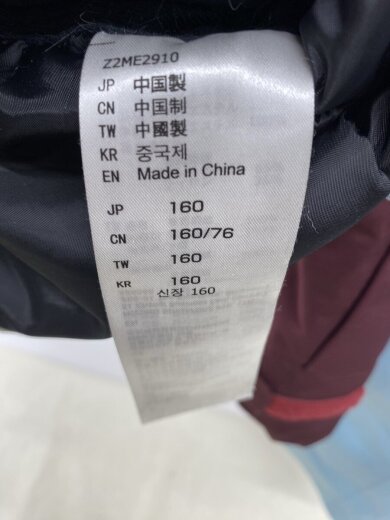 Z2ME2910
JP 中国製
CN 中国制
TW 中國製
KR 중국제
EN Made in China
JP 160
CN 160/76
TW 160
KR 160
신장 160